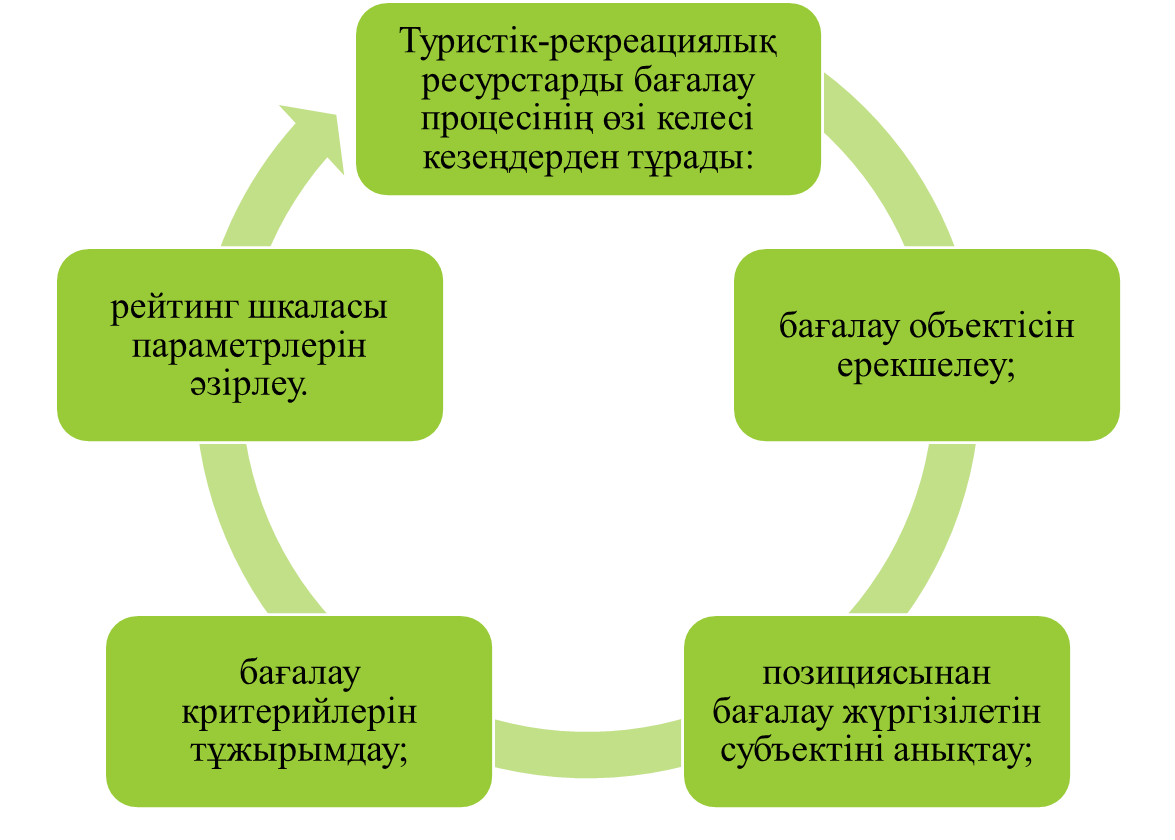 Туристік-рекреациялық
ресурстарды бағалау
процесінің өзі келесі
кезеңдерден тұрады:
бағалау объектісін
ерекшелеу;
позициясынан
бағалау жүргізілетін
субъектіні анықтау;
бағалау
критерийлерін
тұжырымдау;
рейтинг шкаласы
параметрлерін
әзірлеу.